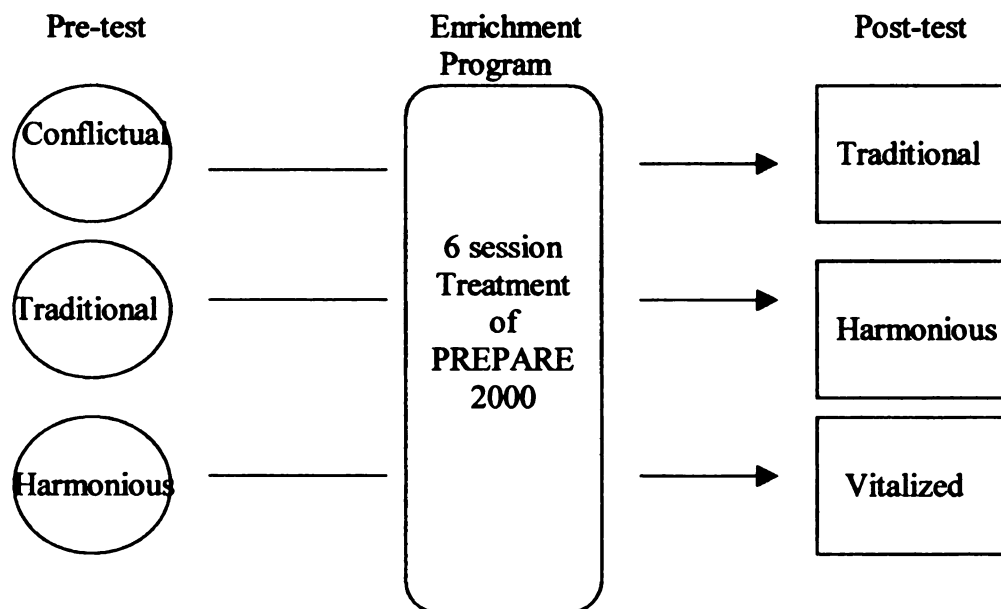 Pre-test
Enrichment
Program
Post-test
Conflictual
Traditional
Harmonious
6 session
Treatment
of
PREPARE
2000
Traditional
Harmonious
Vitalized